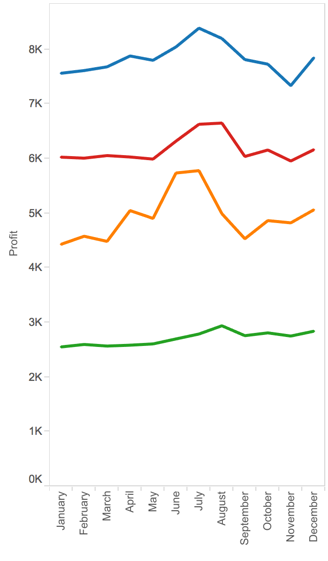 8K
7K
6K
5K
4K
3K
2K
1K
0K
Profit
January
February
March
April
May
June
July
August
September
October
November
December